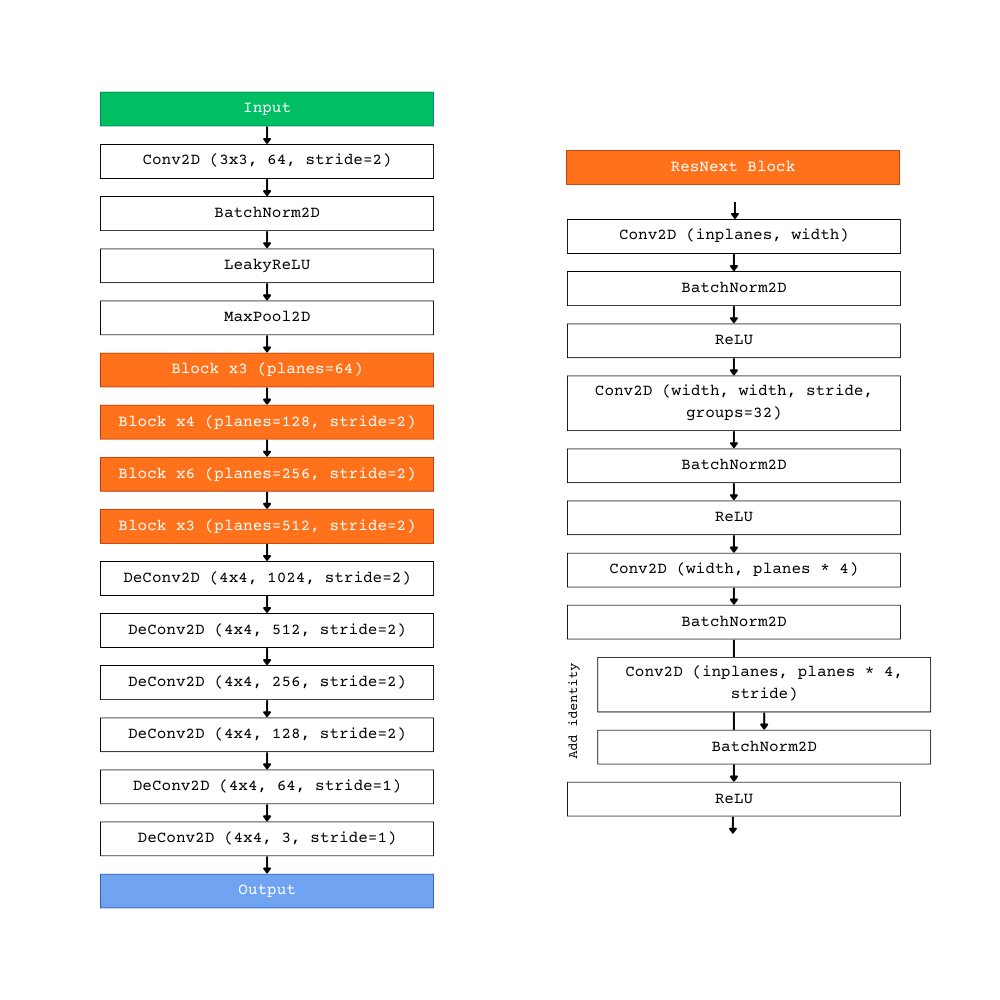 Input
Conv2D (3x3, 64, stride=2)
BatchNorm2D
LeakyReLU
MaxPool2D
Block x3 (planes=64)
Block x4 (planes=128, stride=2)
Block x6 (planes=256, stride=2)
Block x3 (planes=512, stride=2)
DeConv2D (4x4, 1024, stride=2)
DeConv2D (4x4, 512, stride=2)
DeConv2D (4x4, 256, stride=2)
DeConv2D (4x4, 128, stride=2)
DeConv2D (4x4, 64, stride=1)
DeConv2D (4x4, 3, stride=1)
Output
ResNext Block
Conv2D (inplanes, width)
BatchNorm2D
ReLU
Conv2D (width, width, stride,
groups=32)
BatchNorm2D
ReLU
Conv2D (width, planes * 4)
BatchNorm2D
Add identity
Conv2D (inplanes, planes * 4,
stride)
BatchNorm2D
ReLU